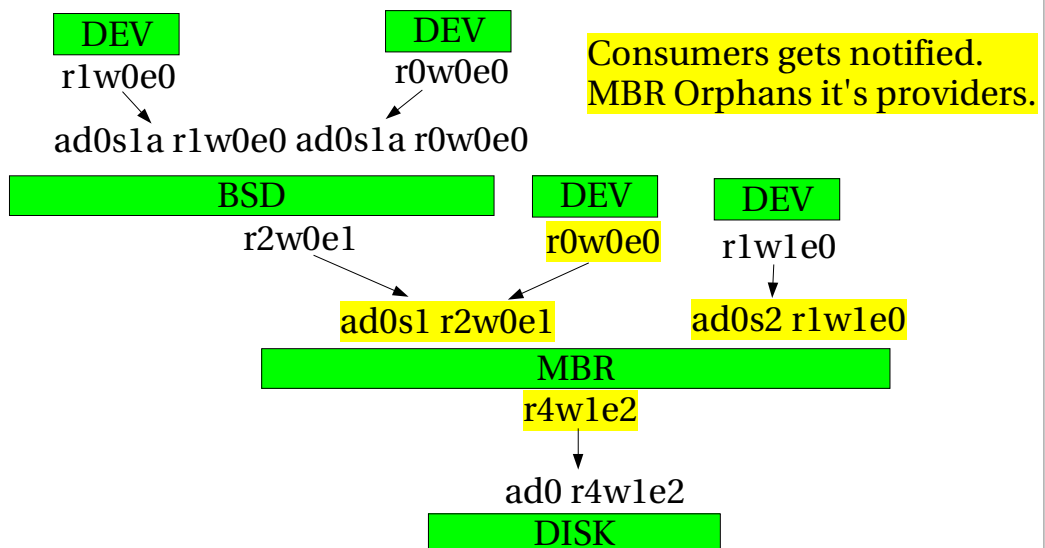 DEV
DEV
Consumers gets notified.
MBR Orphans it's providers.
r1w0e0
r0w0e0
ad0s1a r1w0e0
ad0s1a r0w0e0
BSD
DEV
DEV
r2w0e1
r0w0e0
r1w1e0
ad0s1 r2w0e1
ad0s2 r1w1e0
MBR
r4w1e2
ad0 r4w1e2
DISK